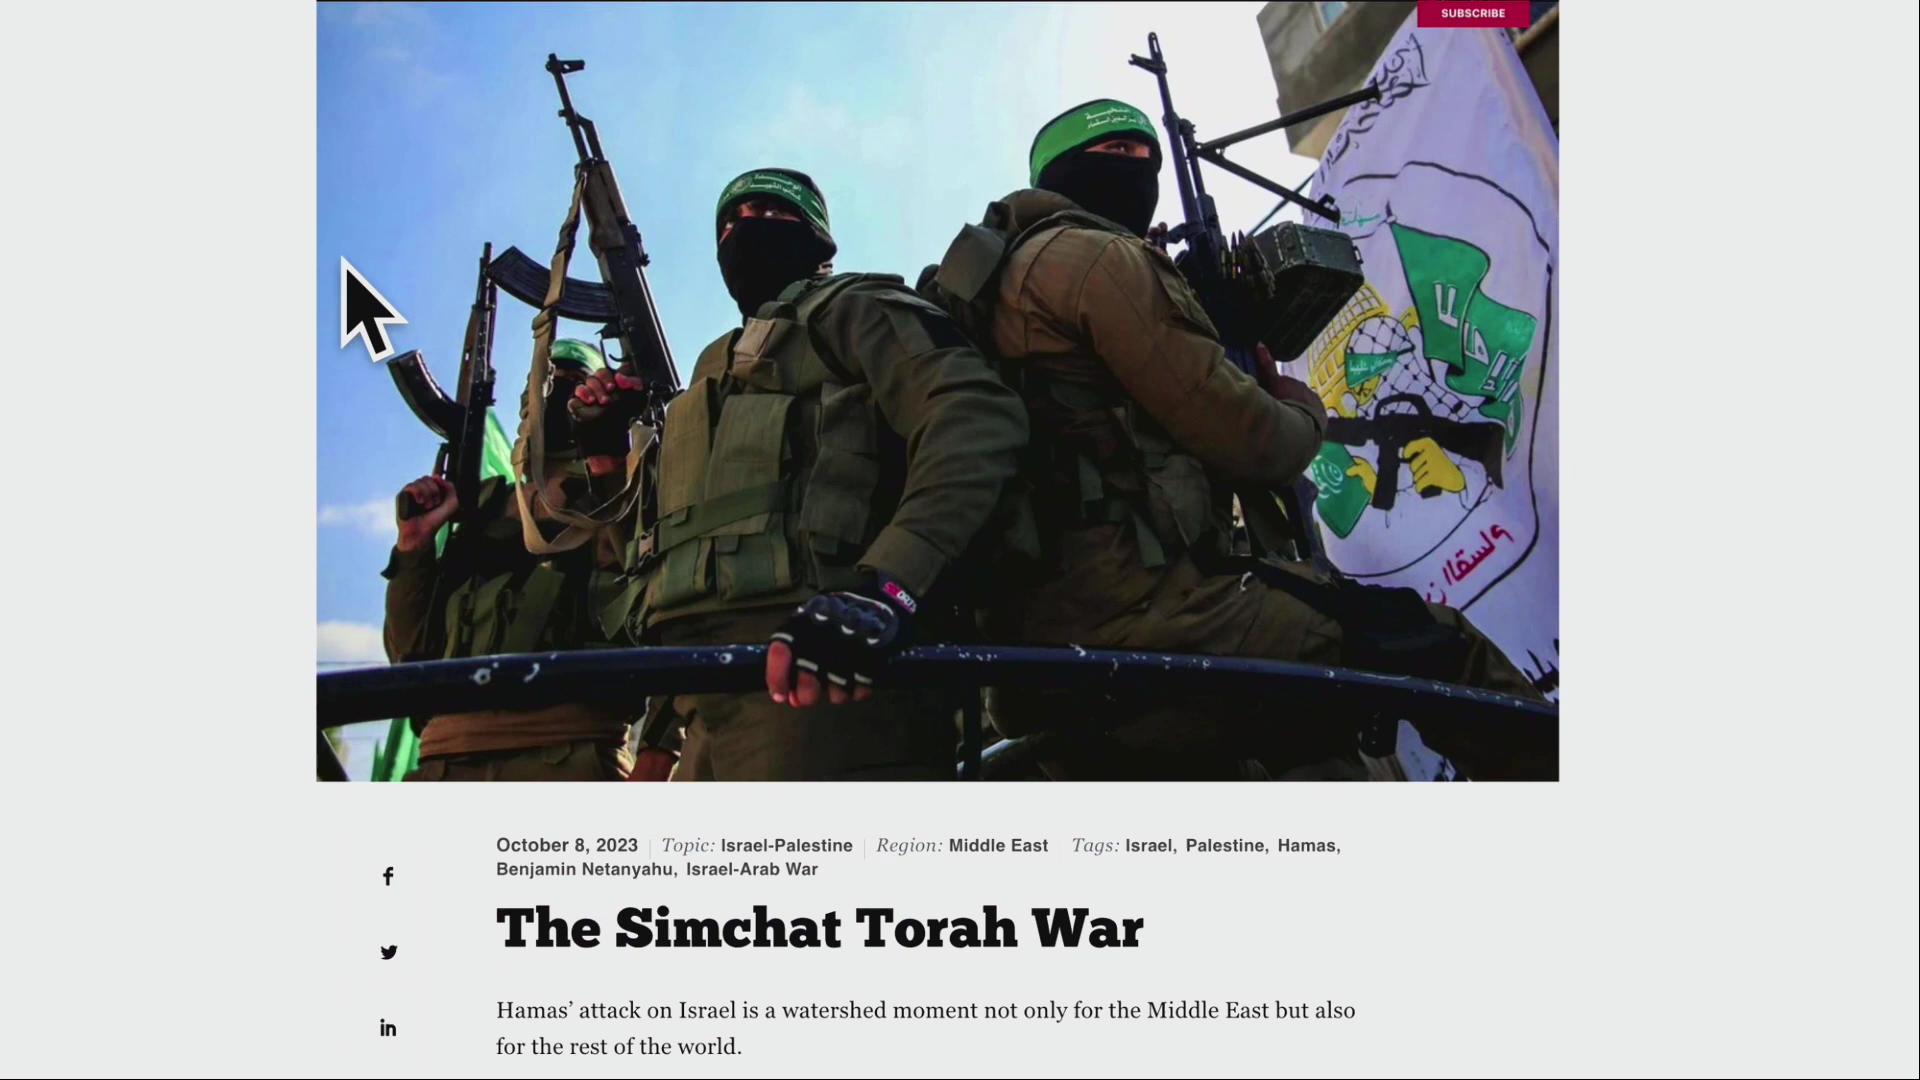 SUBSCRIBE
SPORTS
October 8, 2023 Topic: Israel-Palestine Region: Middle East Tags: Israel, Palestine, Hamas,
Benjamin Netanyahu, Israel-Arab War
The Simchat Torah War
Hamas’ attack on Israel is a watershed moment not only for the Middle East but also
for the rest of the world.